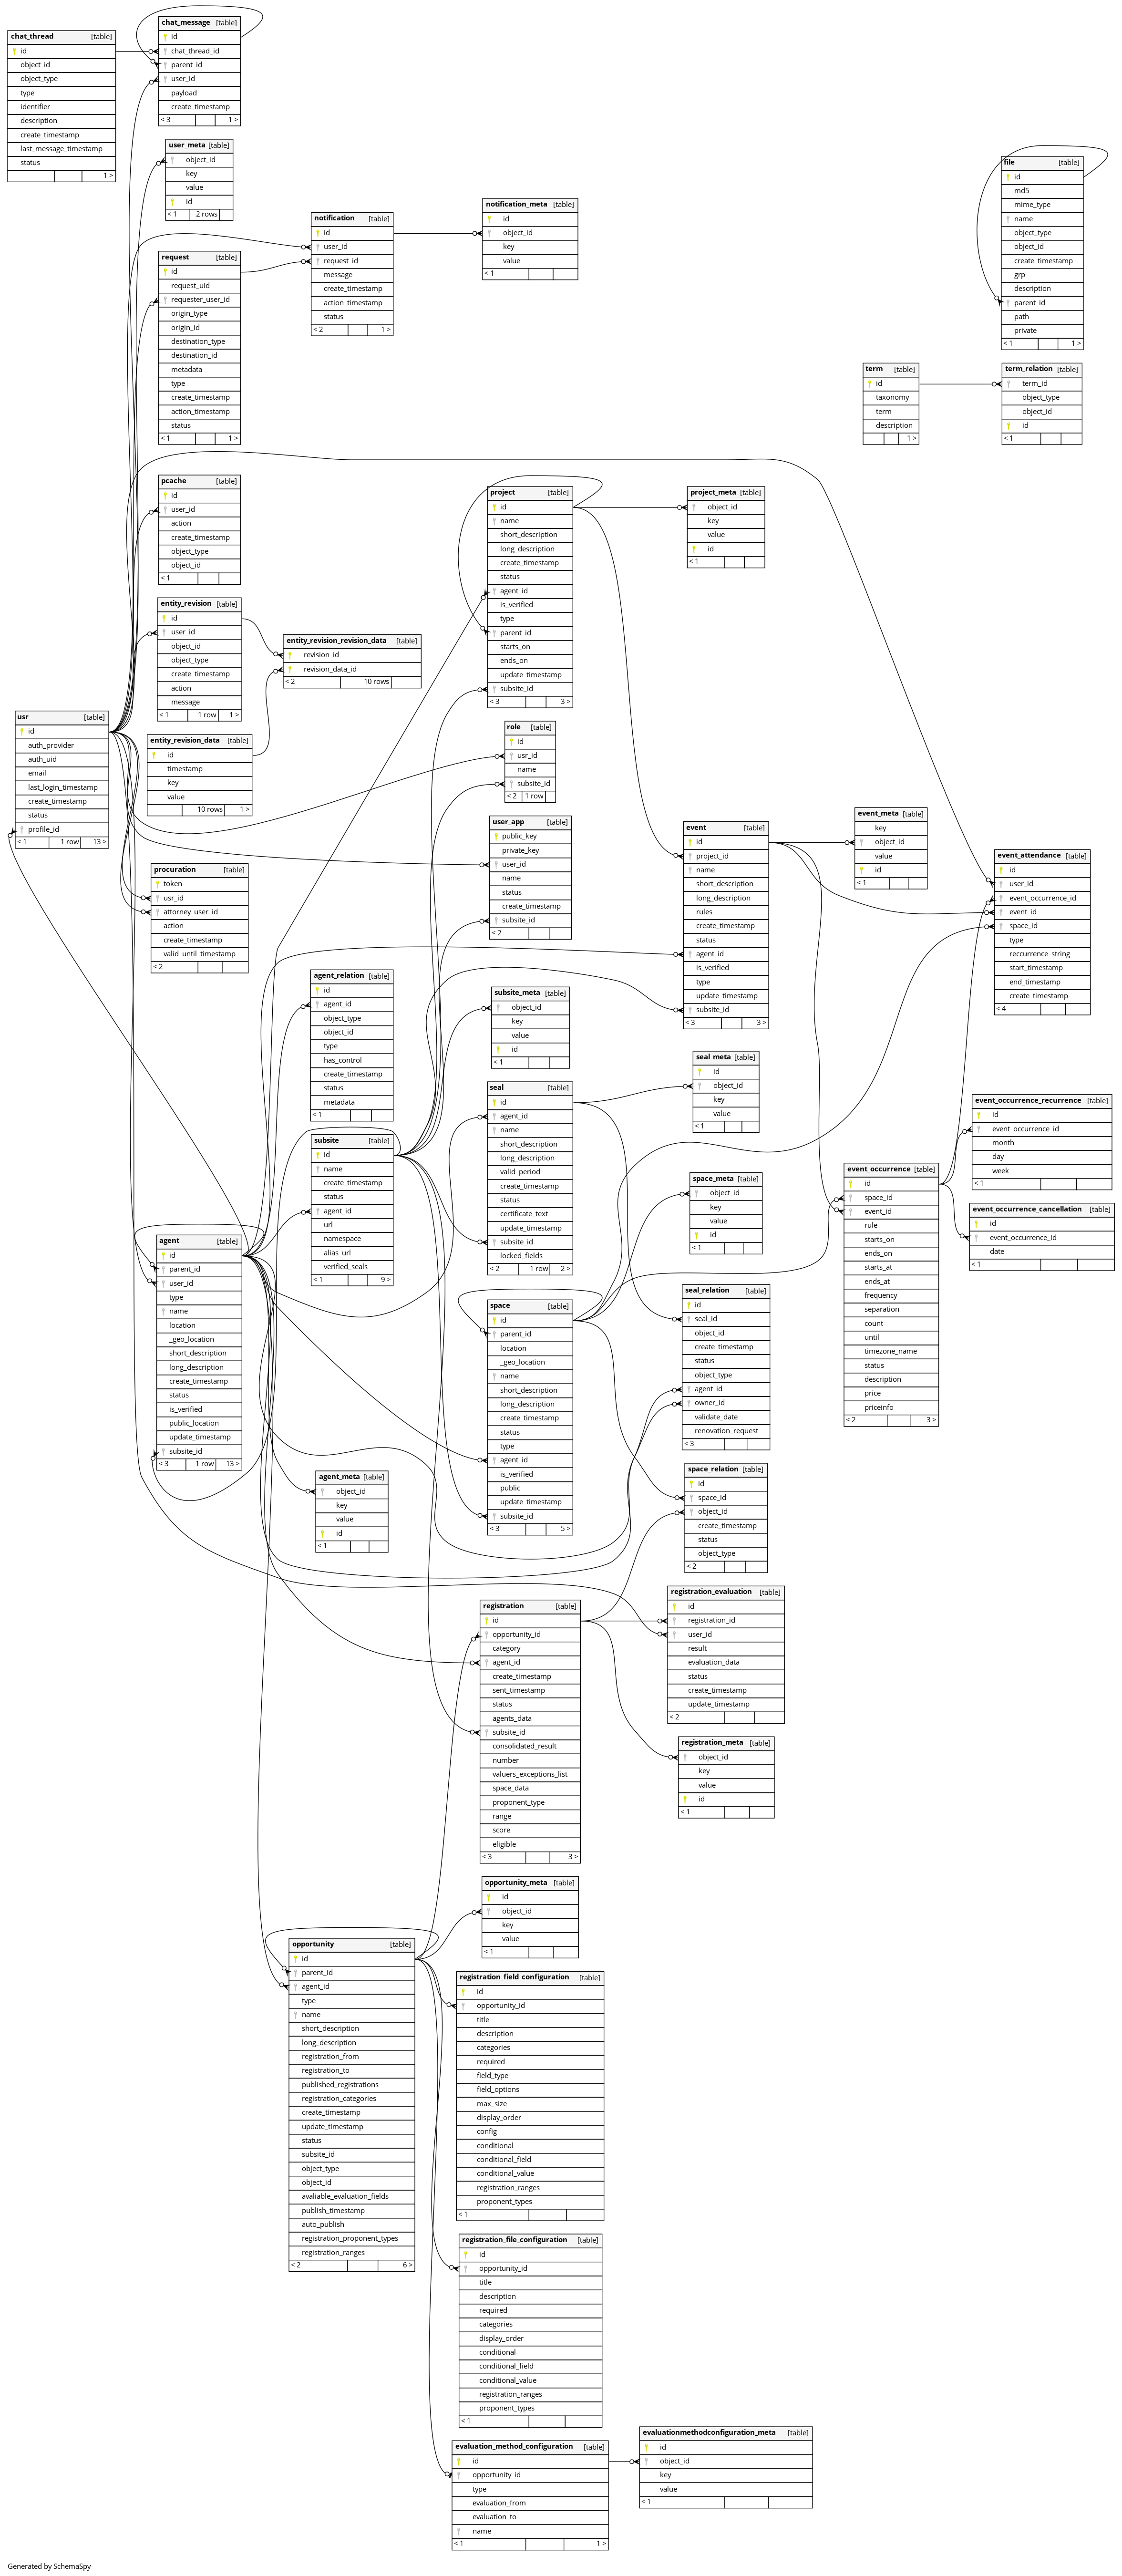 chat_thread [table]
id
object_id
object_type
type
identifier
description
create_timestamp
last_message_timestamp
status
1 >
chat_message [table]
id
chat_thread_id
parent_id
user_id
payload
create_timestamp
< 3 1 >
user_meta [table]
object_id
key
value
id
< 1 2 rows
notification [table]
id
user_id
request_id
message
create_timestamp
action_timestamp
status
< 2 1 >
notification_meta [table]
id
object_id
key
value
< 1
request [table]
id
request_uid
requester_user_id
origin_type
origin_id
destination_type
destination_id
metadata
type
create_timestamp
action_timestamp
status
< 1 1 >
file [table]
id
md5
mime_type
name
object_type
object_id
create_timestamp
grp
description
parent_id
path
private
< 1 1 >
term [table]
id
taxonomy
term
description
1 >
term_relation [table]
term_id
object_type
object_id
id
< 1
pcache [table]
id
user_id
action
create_timestamp
object_type
object_id
< 1
project [table]
id
name
short_description
long_description
create_timestamp
status
agent_id
is_verified
type
parent_id
starts_on
ends_on
update_timestamp
subsite_id
< 3 3 >
project_meta [table]
object_id
key
value
id
< 1
entity_revision [table]
id
user_id
object_id
object_type
create_timestamp
action
message
< 1 1 row 1 >
entity_revision_revision_data [table]
revision_id
revision_data_id
< 2 10 rows
entity_revision_data [table]
id
timestamp
key
value
10 rows 1 >
usr [table]
id
auth_provider
auth_uid
email
last_login_timestamp
create_timestamp
status
profile_id
< 1 1 row 13 >
role [table]
id
usr_id
name
subsite_id
< 2 1 row
user_app [table]
public_key
private_key
user_id
name
status
create_timestamp
subsite_id
< 2
procuration [table]
token
usr_id
attorney_user_id
action
create_timestamp
valid_until_timestamp
< 2
event [table]
id
project_id
name
short_description
long_description
rules
create_timestamp
status
agent_id
is_verified
type
update_timestamp
subsite_id
< 3 3 >
event_meta [table]
key
object_id
value
id
< 1
event_attendance [table]
id
user_id
event_occurrence_id
event_id
space_id
type
reccurrence_string
start_timestamp
end_timestamp
create_timestamp
< 4
agent_relation [table]
id
agent_id
object_type
object_id
type
has_control
create_timestamp
status
metadata
< 1
subsite_meta [table]
object_id
key
value
id
< 1
seal_meta [table]
id
object_id
key
value
< 1
seal [table]
id
agent_id
name
short_description
long_description
valid_period
create_timestamp
status
certificate_text
update_timestamp
subsite_id
locked_fields
< 2 1 row 2 >
subsite [table]
id
name
create_timestamp
status
agent_id
url
namespace
alias_url
verified_seals
< 1 9 >
event_occurrence_recurrence [table]
id
event_occurrence_id
month
day
week
< 1
event_occurrence [table]
id
space_id
event_id
rule
starts_on
ends_on
starts_at
ends_at
frequency
separation
count
until
timezone_name
status
description
price
priceinfo
< 2 3 >
event_occurrence_cancellation [table]
id
event_occurrence_id
date
< 1
space_meta [table]
object_id
key
value
id
< 1
agent [table]
id
parent_id
user_id
type
name
location
_geo_location
short_description
long_description
create_timestamp
status
is_verified
public_location
update_timestamp
subsite_id
< 3 1 row 13 >
space [table]
id
parent_id
location
_geo_location
name
short_description
long_description
create_timestamp
status
type
agent_id
is_verified
public
update_timestamp
subsite_id
< 3 5 >
seal_relation [table]
id
seal_id
object_id
create_timestamp
status
object_type
agent_id
owner_id
validate_date
renovation_request
< 3
agent_meta [table]
object_id
key
value
id
< 1
space_relation [table]
id
space_id
object_id
create_timestamp
status
object_type
< 2
registration [table]
id
opportunity_id
category
agent_id
create_timestamp
sent_timestamp
status
agents_data
subsite_id
consolidated_result
number
valuers_exceptions_list
space_data
proponent_type
range
score
eligible
< 3 3 >
registration_evaluation [table]
id
registration_id
user_id
result
evaluation_data
status
create_timestamp
update_timestamp
< 2
registration_meta [table]
object_id
key
value
id
< 1
opportunity_meta [table]
id
object_id
key
value
< 1
opportunity [table]
id
parent_id
agent_id
type
name
short_description
long_description
registration_from
registration_to
published_registrations
registration_categories
create_timestamp
update_timestamp
status
subsite_id
object_type
object_id
avaliable_evaluation_fields
publish_timestamp
auto_publish
registration_proponent_types
registration_ranges
< 2 6 >
registration_field_configuration [table]
id
opportunity_id
title
description
categories
required
field_type
field_options
max_size
display_order
config
conditional
conditional_field
conditional_value
registration_ranges
proponent_types
< 1
registration_file_configuration [table]
id
opportunity_id
title
description
required
categories
display_order
conditional
conditional_field
conditional_value
registration_ranges
proponent_types
< 1
evaluation_method_configuration [table]
id
opportunity_id
type
evaluation_from
evaluation_to
name
< 1 1 >
evaluationmethodconfiguration_meta [table]
id
object_id
key
value
< 1
Generated by SchemaSpy